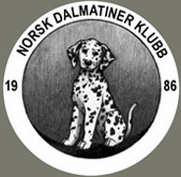 NORSK DALMATINER KLUBB
19 86